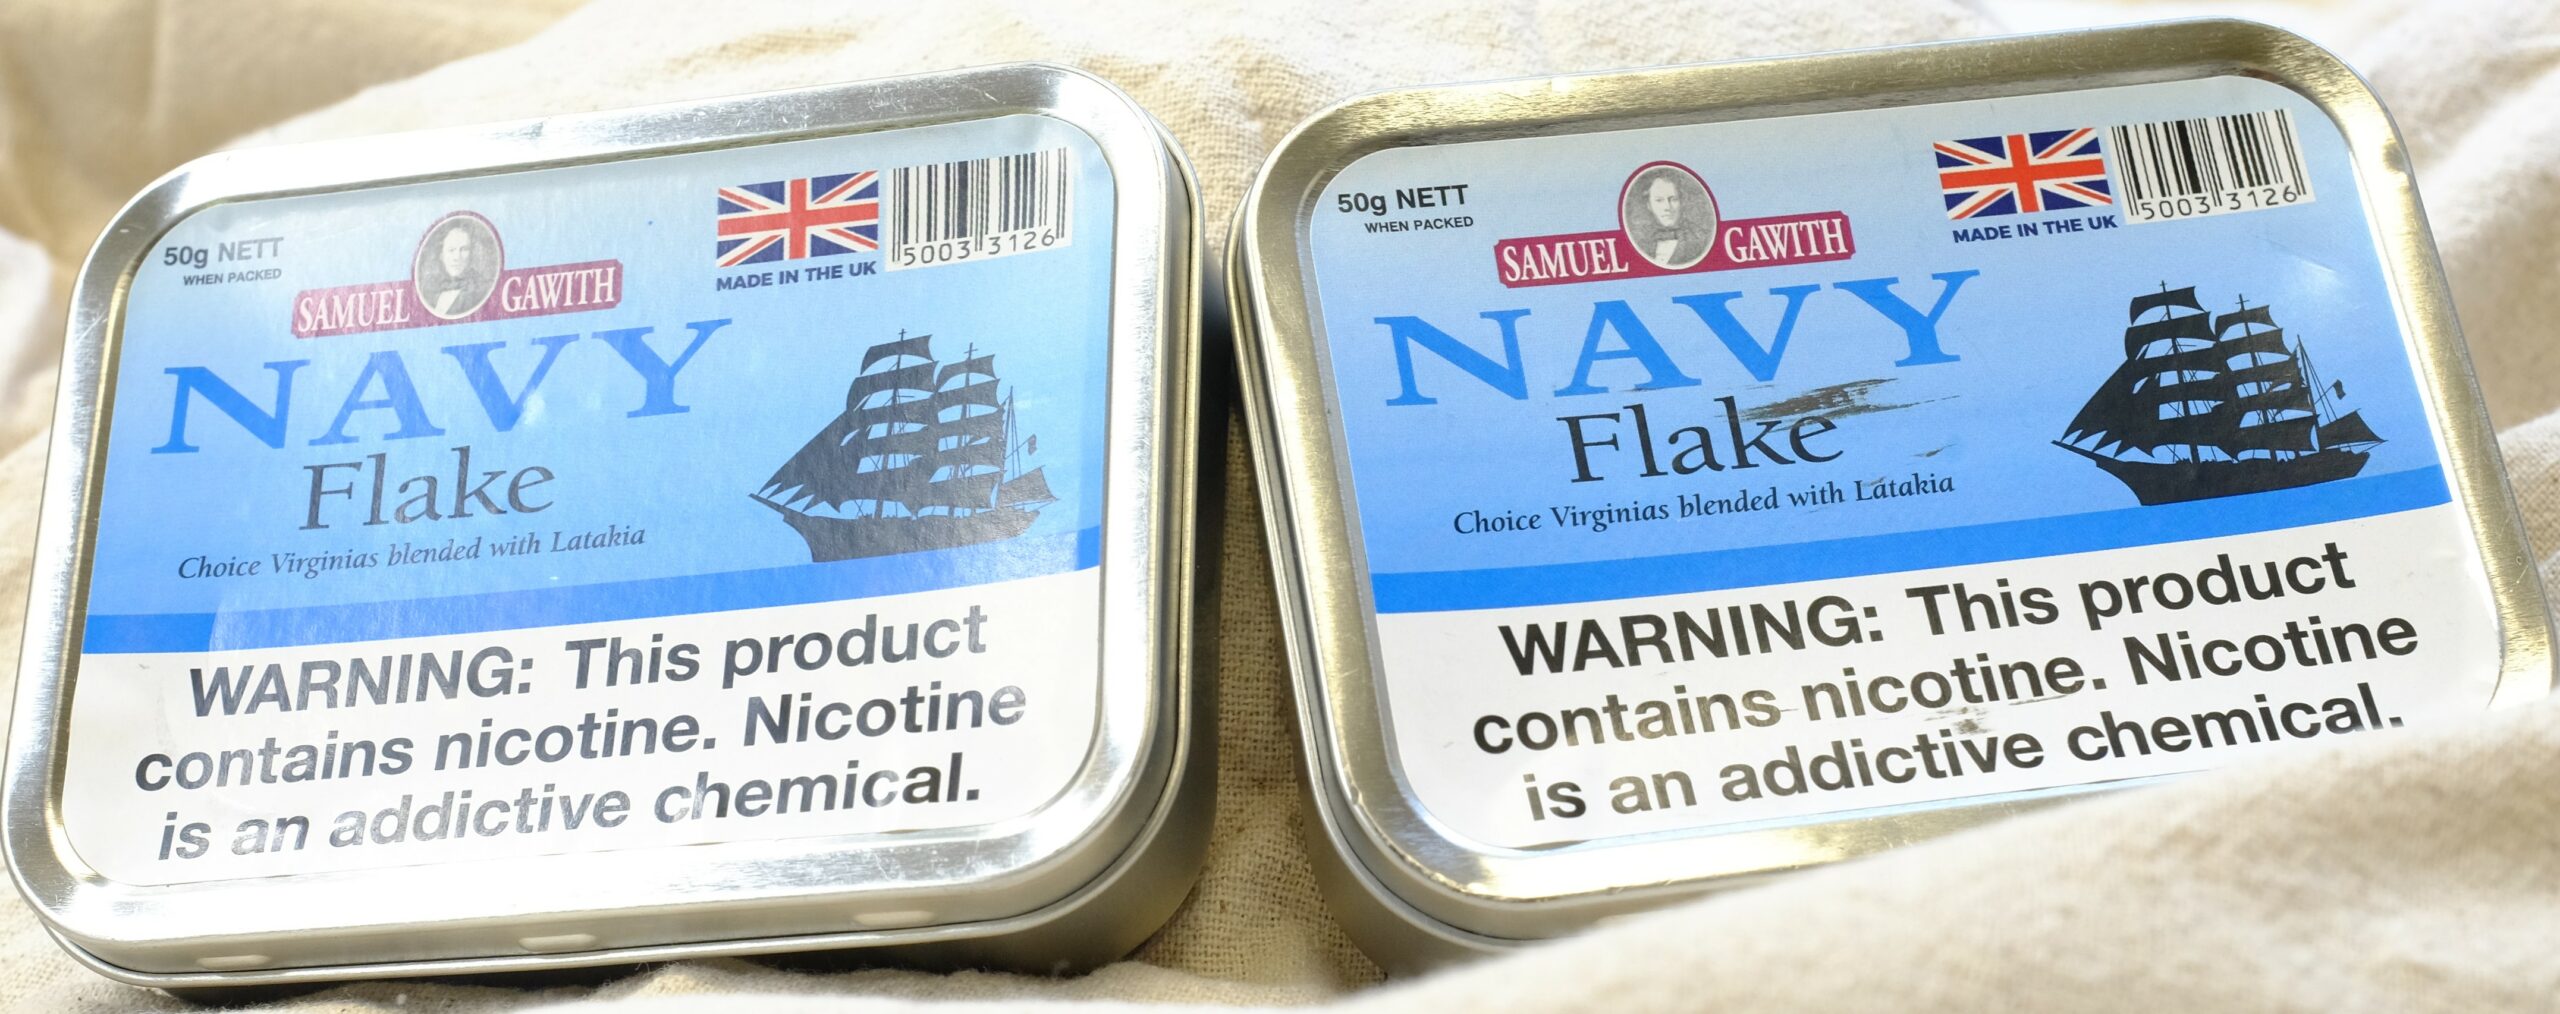 50g NETT
WHEN PACKED
SAMUEL GAWITH
MADE IN THE UK
5003 3126
NAVY
Flake
Choice Virginias blended with Latakia
WARNING: This product
contains nicotine. Nicotine
is an addictive chemical.
50g NETT
WHEN PACKED
SAMUEL GAWITH
MADE IN THE UK
5003 3126
NAVY
Flake
Choice Virginias blended with Latakia
WARNING: This product
contains nicotine. Nicotine
is an addictive chemical.